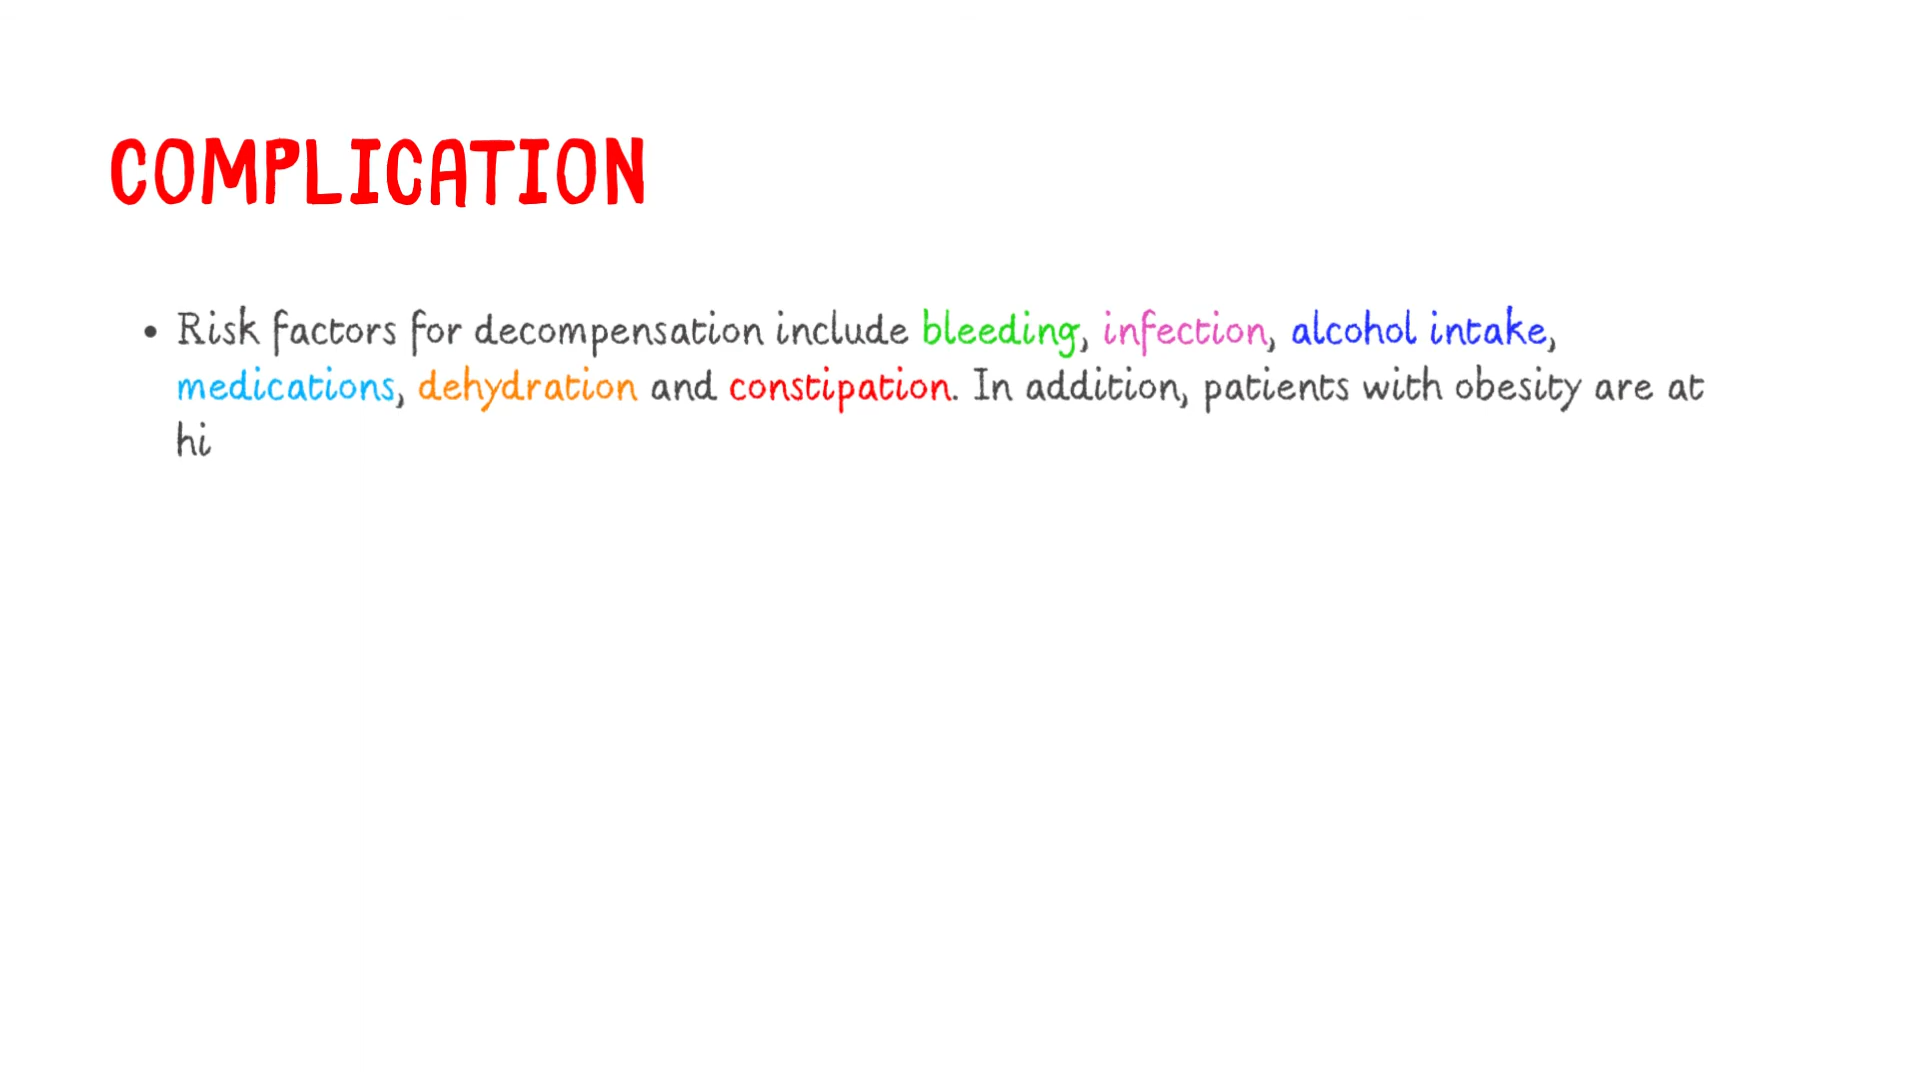 COMPLICATION
• Risk factors for decompensation include bleeding, infection, alcohol intake,
medications, dehydration and constipation. In addition, patients with obesity are at
hi